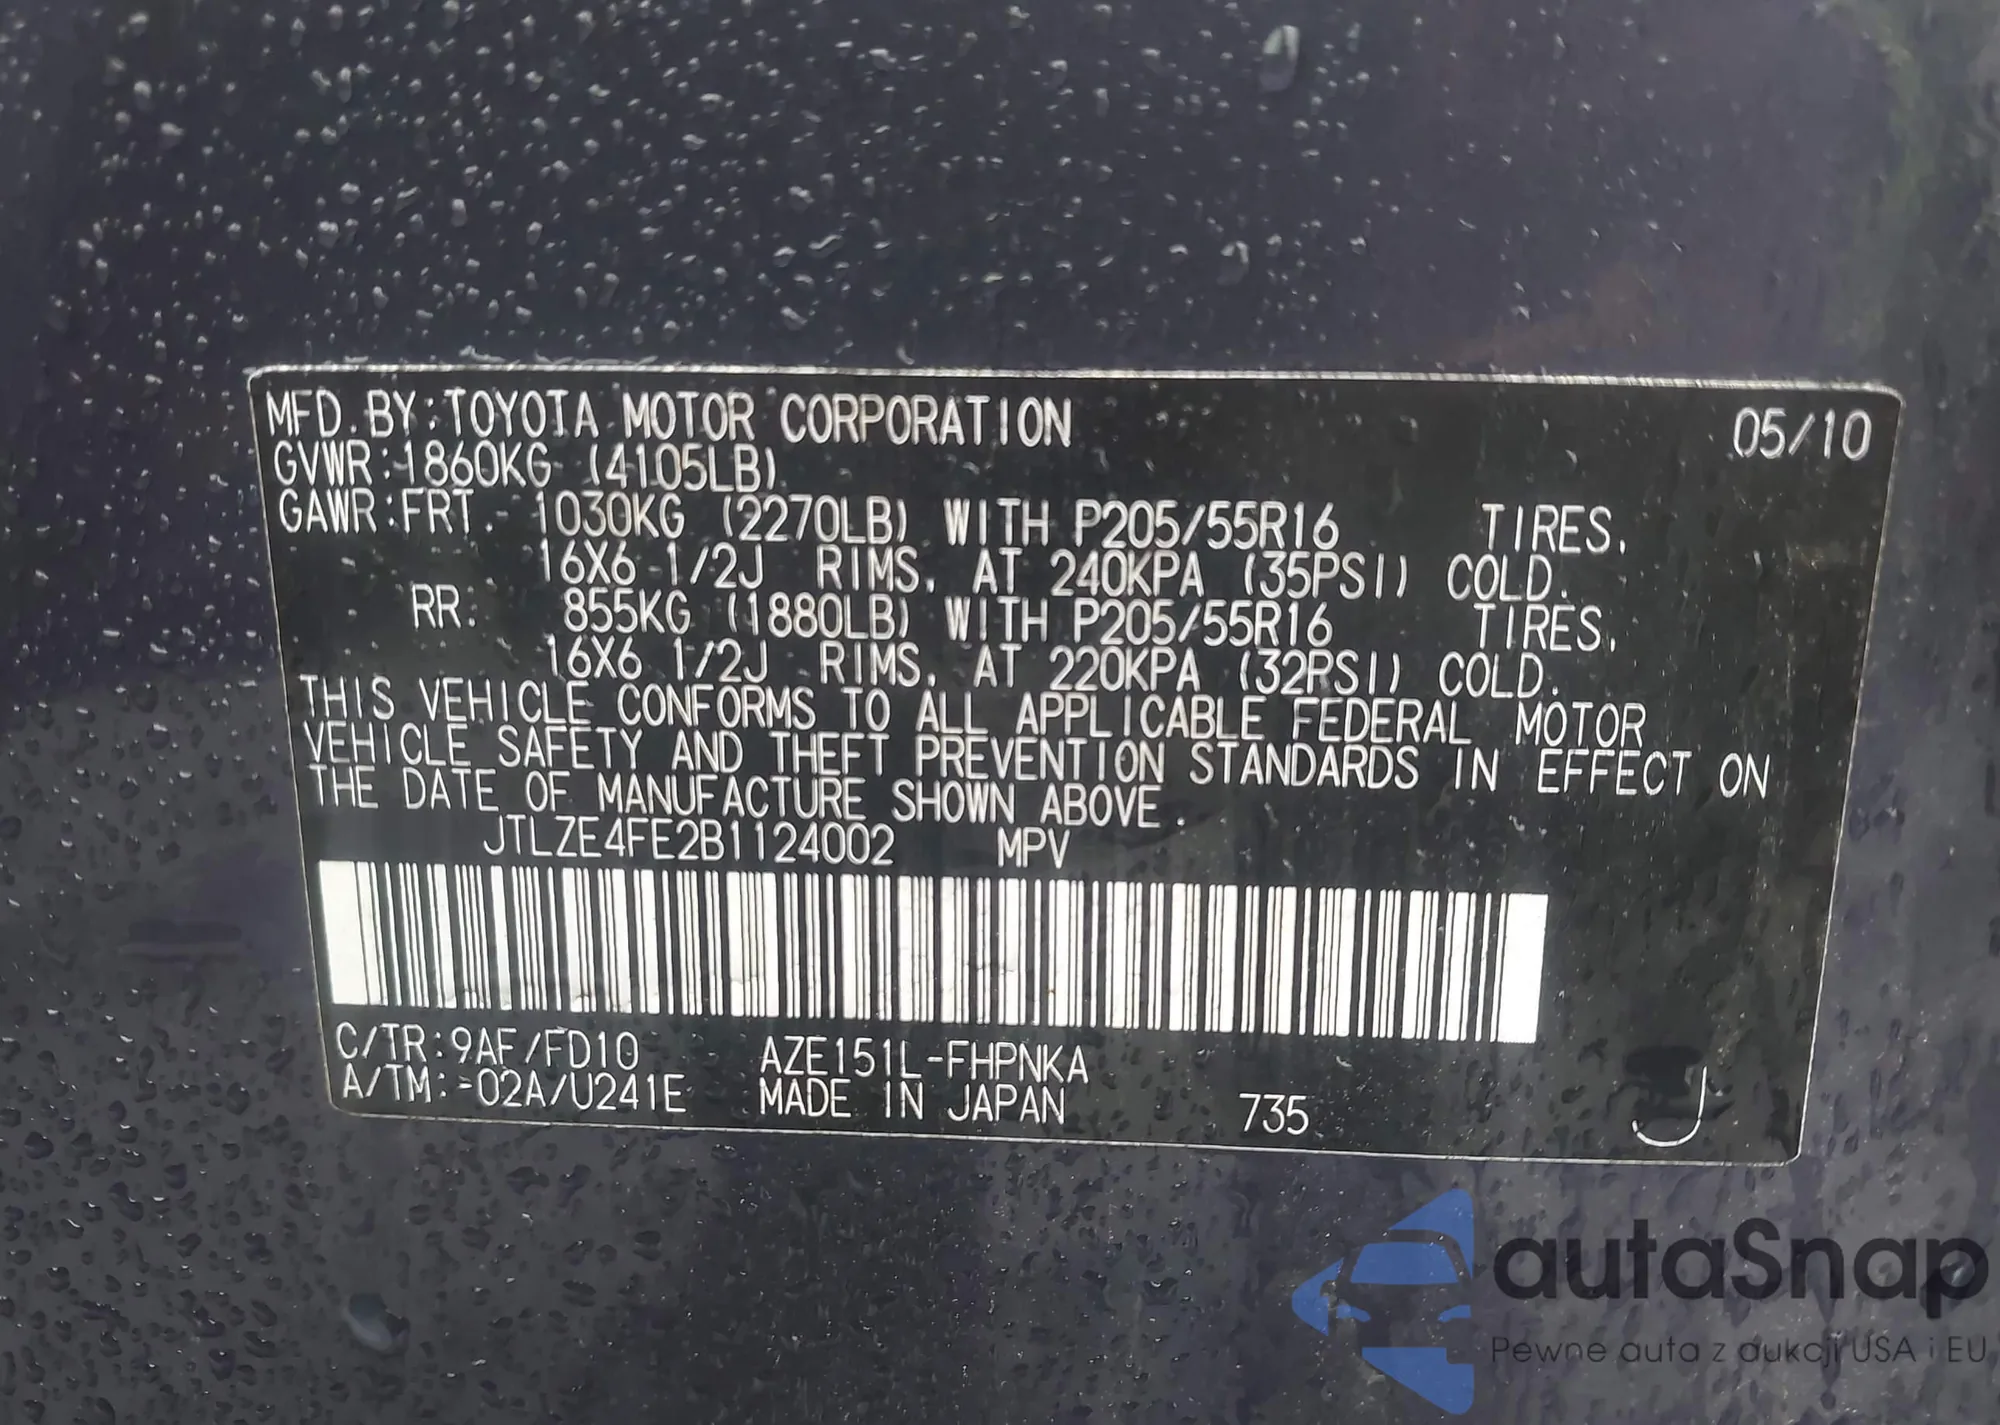 MFD. BY: TOYOTA MOTOR CORPORATION 05/10
GVWR: 1860KG (4105LB)
GAWR: FRT. 1030KG (2270LB) WITH P205/55R16 TIRES,
16X6 1/2J RIMS, AT 240KPA (35PSI) COLD.
RR: 855KG (1880LB) WITH P205/55R16 TIRES,
16X6 1/2J RIMS, AT 220KPA (32PSI) COLD.
THIS VEHICLE CONFORMS TO ALL APPLICABLE FEDERAL MOTOR
VEHICLE SAFETY AND THEFT PREVENTION STANDARDS IN EFFECT ON
THE DATE OF MANUFACTURE SHOWN ABOVE.
JTLZE4FE2B1124002 MPV
C/TR: 9AF/FD10 AZE151L-FHPNKA
A/TM: -02A/U241E MADE IN JAPAN 735 J
autaSnap
Pewne auta z aukcji USA i EU